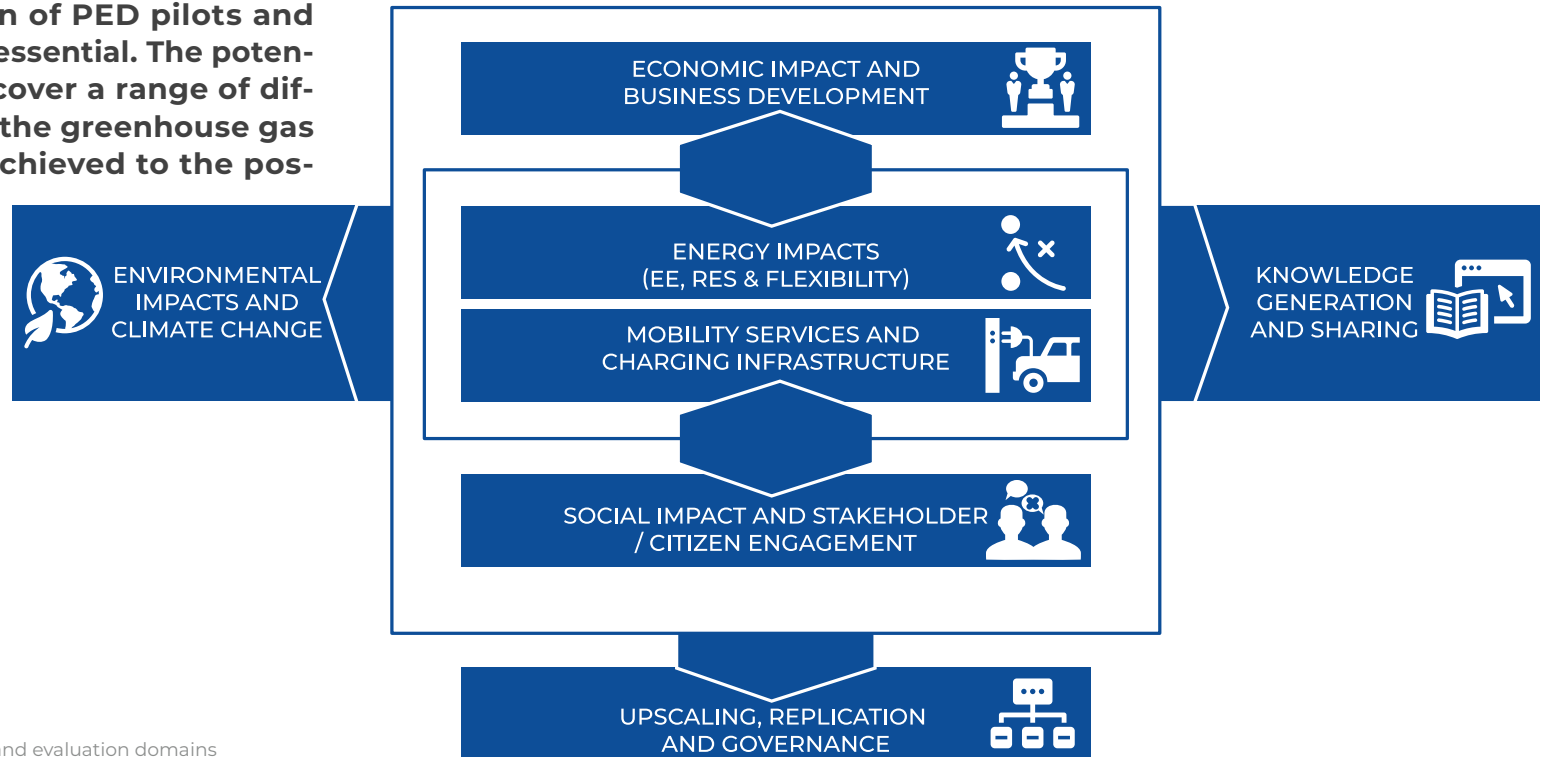 n of PED pilots and
essential. The poten-
cover a range of dif-
the greenhouse gas
chieved to the pos-
ECONOMIC IMPACT AND
BUSINESS DEVELOPMENT
ENVIRONMENTAL
IMPACTS AND
CLIMATE CHANGE
ENERGY IMPACTS
(EE, RES & FLEXIBILITY)
MOBILITY SERVICES AND
CHARGING INFRASTRUCTURE
KNOWLEDGE
GENERATION
AND SHARING
SOCIAL IMPACT AND STAKEHOLDER
/ CITIZEN ENGAGEMENT
UPSCALING, REPLICATION
AND GOVERNANCE
nd evaluation domains